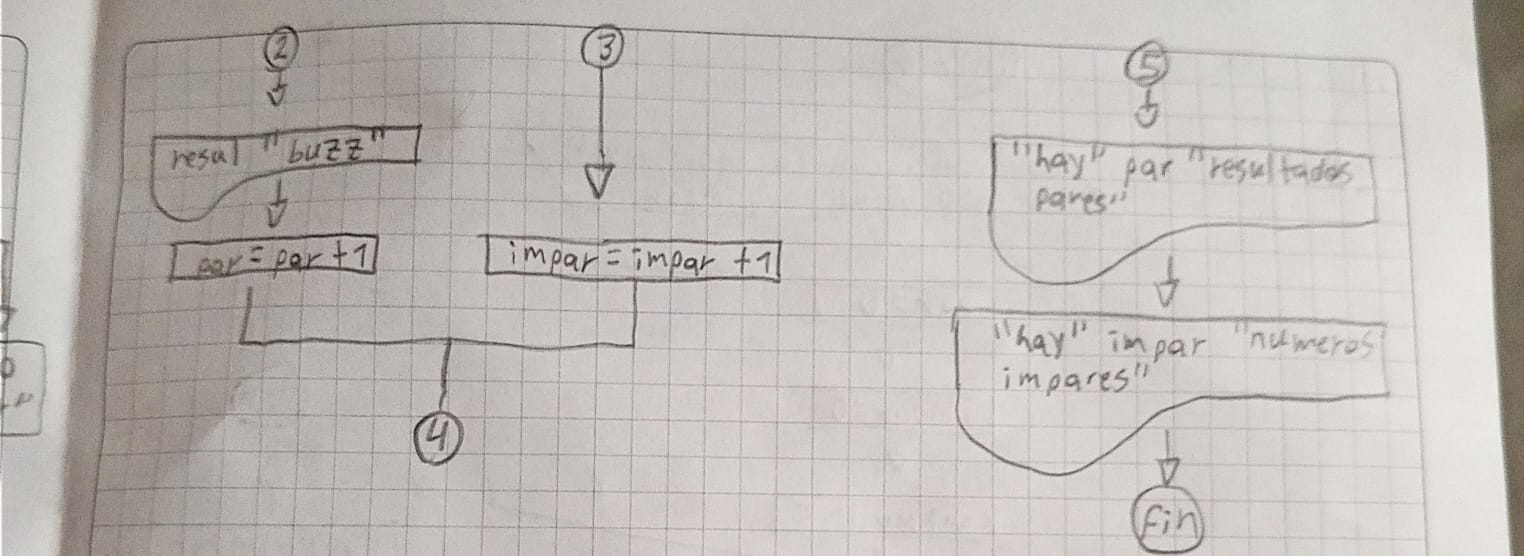 2
resul "buzz"
par = par + 1
3
impar = impar + 1
4
5
"hay" par "resultados
pares"
"hay" impar "numeros
impares"
Fin